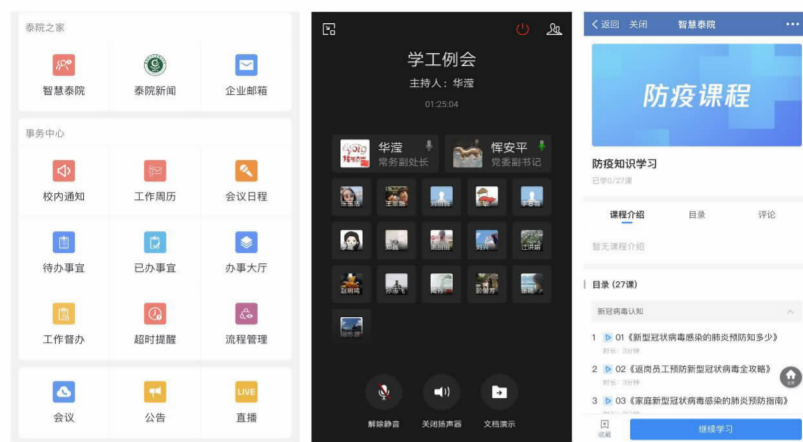 泰院之家
智慧泰院
泰院新闻
企业邮箱
事务中心
校内通知
工作周历
会议日程
待办事宜
已办事宜
办事大厅
工作督办
超时提醒
流程管理
会议
公告
LIVE
直播
学工例会
主持人：华滢
01:25:04
华滢
常务副处长
恽安平
党委副书记
解除静音
关闭扬声器
文档演示
返回 关闭 智慧泰院
防疫课程
防疫知识学习
已学0/27课
课程介绍 目录 评论
暂无课程介绍
目录 (27课)
新冠病毒认知
1 01《新型冠状病毒感染的肺炎预防知多少》
2 02《返岗员工预防新型冠状病毒全攻略》
3 03《家庭新型冠状病毒感染的肺炎预防指南》
收藏
继续学习